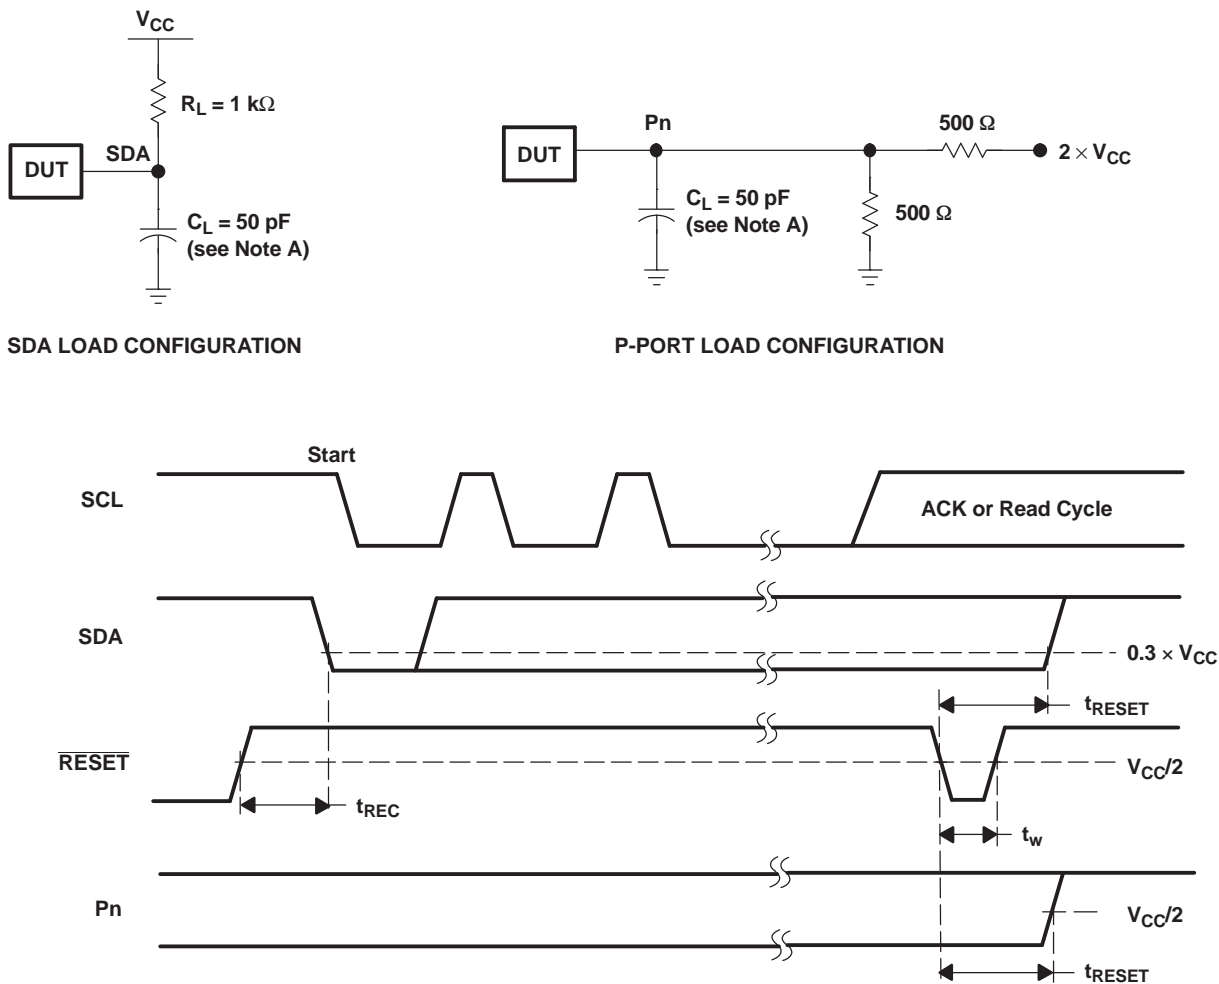 V_CC
R_L = 1 kΩ
DUT
SDA
C_L = 50 pF
(see Note A)
SDA LOAD CONFIGURATION
DUT
Pn
500 Ω
2 × V_CC
C_L = 50 pF
(see Note A)
500 Ω
P-PORT LOAD CONFIGURATION
Start
SCL
ACK or Read Cycle
SDA
0.3 × V_CC
t_RESET
RESET
V_CC/2
t_REC
t_w
Pn
V_CC/2
t_RESET